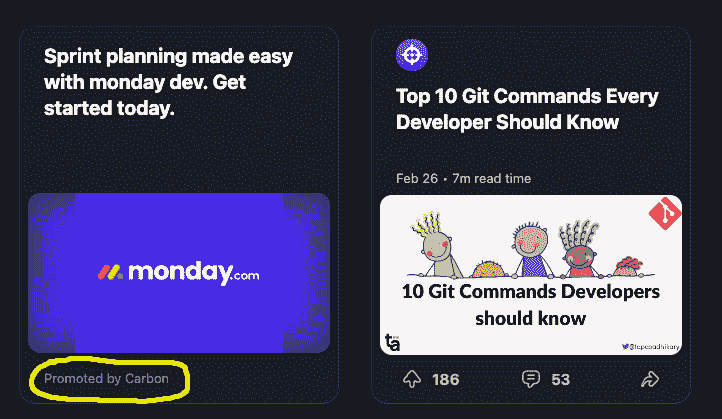 Sprint planning made easy
with monday dev. Get
started today.
monday.com
Promoted by Carbon
Top 10 Git Commands Every
Developer Should Know
Feb 26 • 7m read time
10 Git Commands Developers
should know
ta
@tapasadhikary
186
53